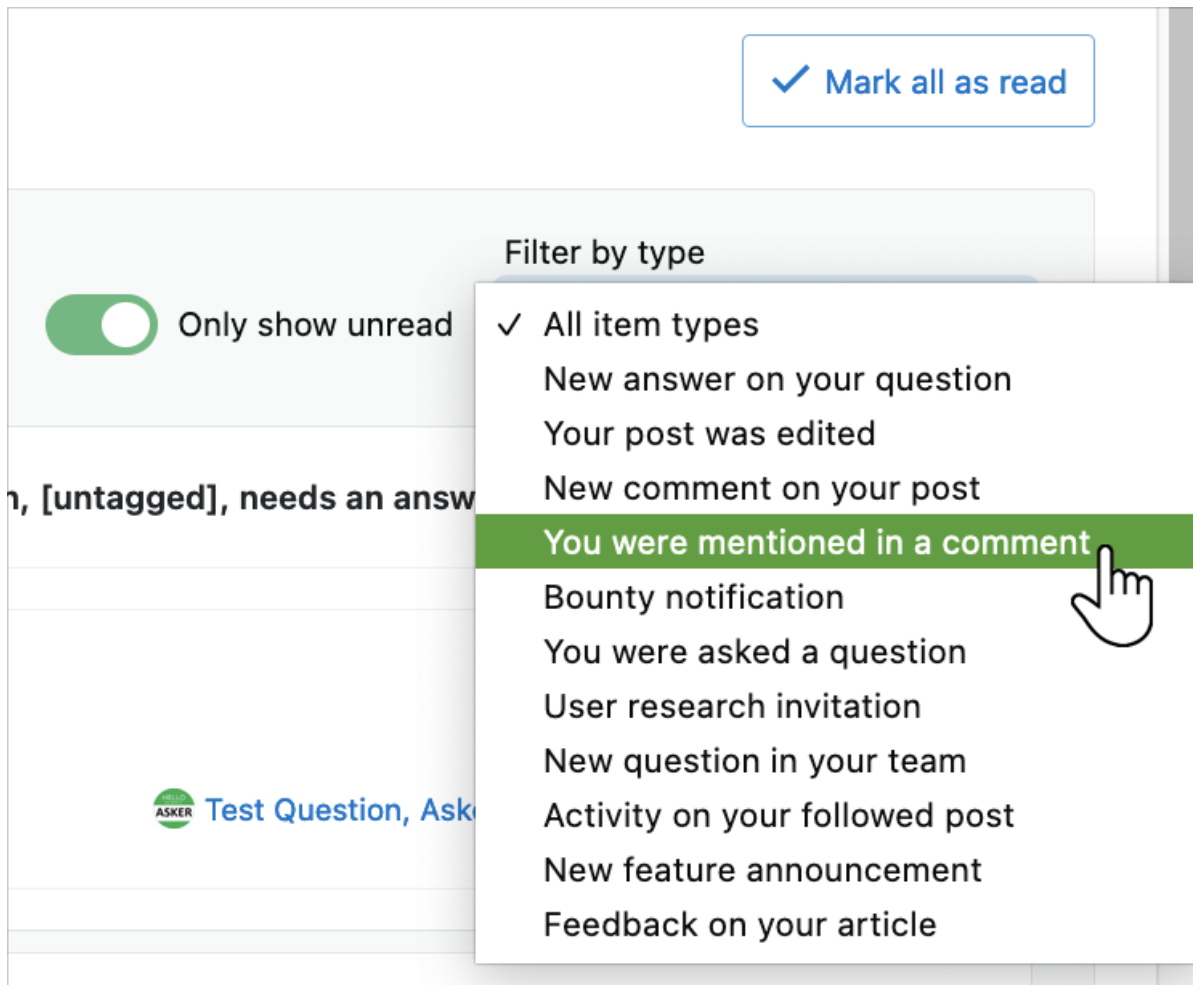 Mark all as read
Filter by type
Only show unread
All item types
New answer on your question
Your post was edited
New comment on your post
[untagged], needs an
You were mentioned in a comment
Bounty notification
You were asked a question
User research invitation
New question in your team
HELLO
ASKER
Test Question,
Activity on your followed post
New feature announcement
Feedback on your article